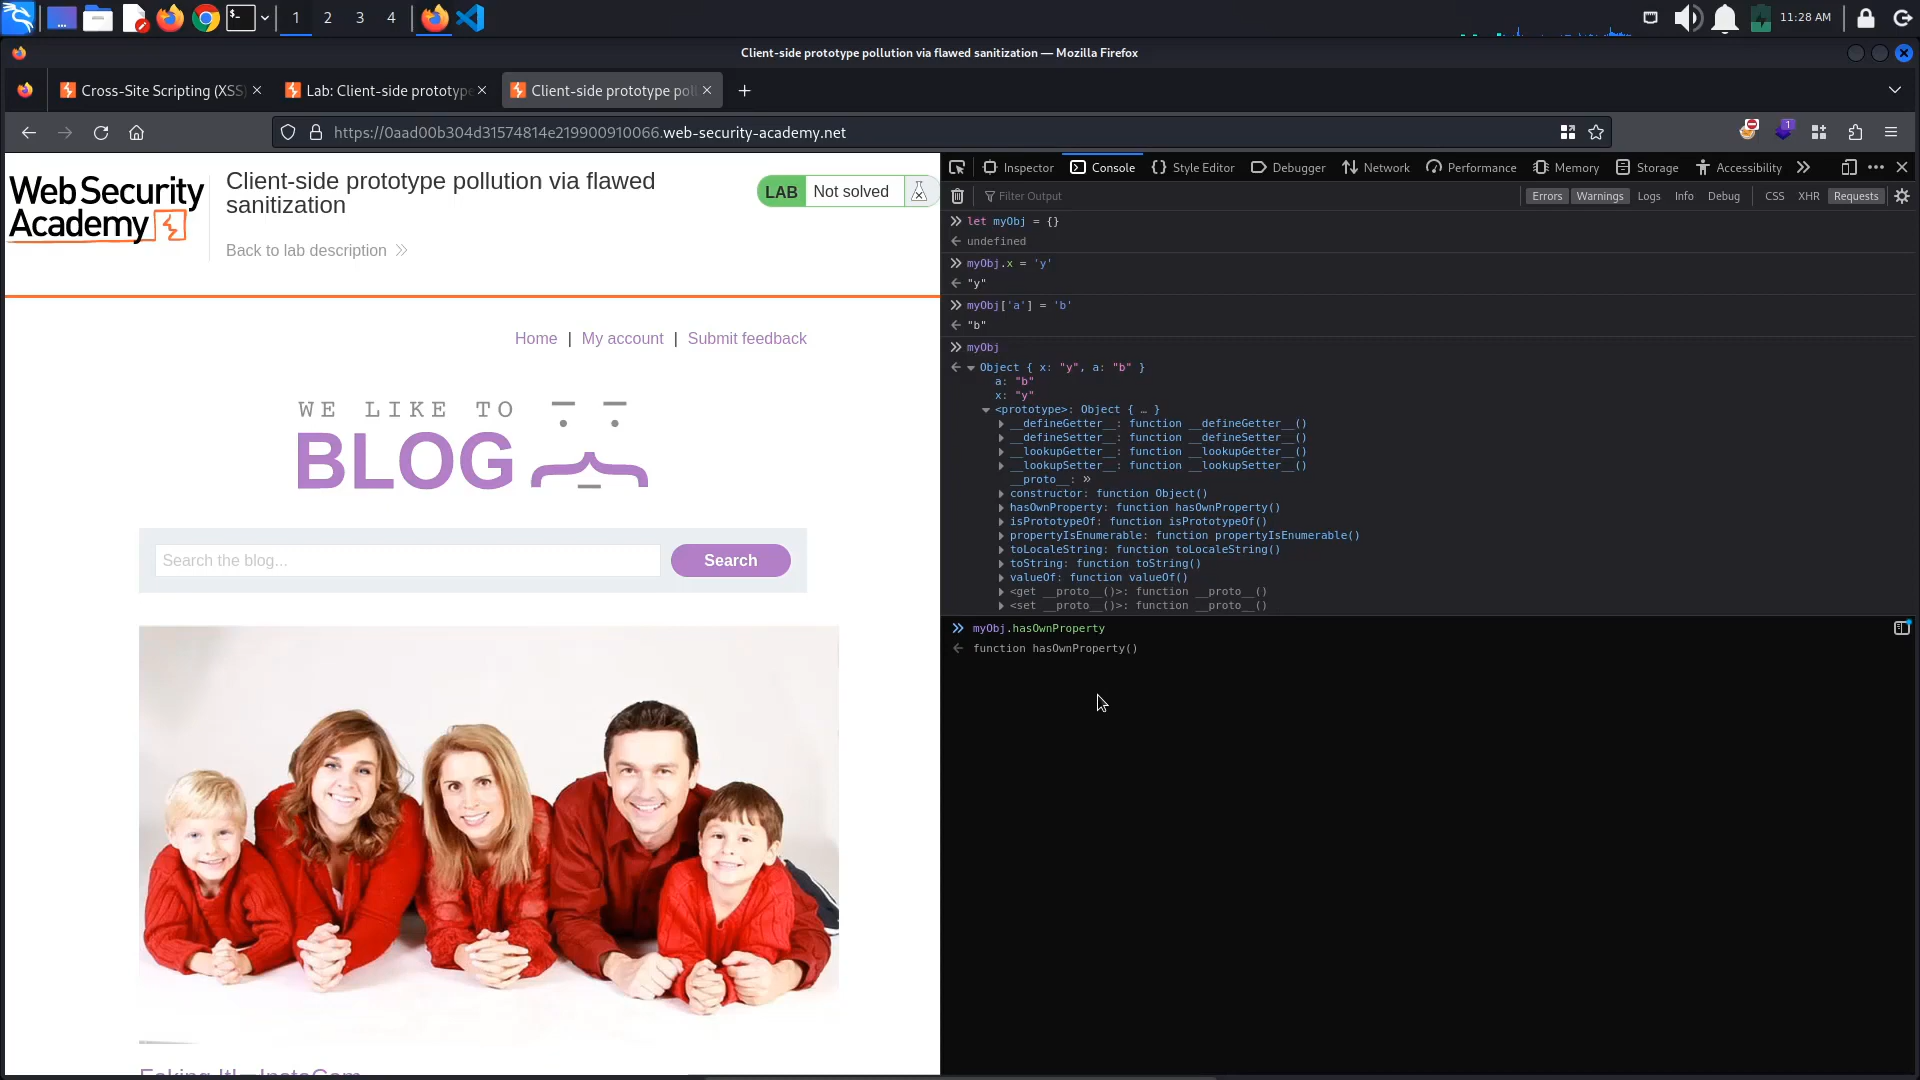 1 2 3 4
11:28 AM
Client-side prototype pollution via flawed sanitization — Mozilla Firefox
Cross-Site Scripting (XSS)
Lab: Client-side prototype
Client-side prototype poll
https://0aad00b304d31574814e219900910066.web-security-academy.net
1
WebSecurity
Academy
Client-side prototype pollution via flawed
sanitization
LAB Not solved
Back to lab description
Home | My account | Submit feedback
WE LIKE TO
BLOG
Search the blog...
Search
Inspector
Console
Style Editor
Debugger
Network
Performance
Memory
Storage
Accessibility
Filter Output
Errors Warnings Logs Info Debug CSS XHR Requests
let myObj = {}
undefined
myObj.x = 'y'
"y"
myObj['a'] = 'b'
"b"
myObj
Object { x: "y", a: "b" }
a: "b"
x: "y"
<prototype>: Object { … }
__defineGetter__: function __defineGetter__()
__defineSetter__: function __defineSetter__()
__lookupGetter__: function __lookupGetter__()
__lookupSetter__: function __lookupSetter__()
__proto__: »
constructor: function Object()
hasOwnProperty: function hasOwnProperty()
isPrototypeOf: function isPrototypeOf()
propertyIsEnumerable: function propertyIsEnumerable()
toLocaleString: function toLocaleString()
toString: function toString()
valueOf: function valueOf()
<get __proto__()>: function __proto__()
<set __proto__()>: function __proto__()
myObj.hasOwnProperty
function hasOwnProperty()